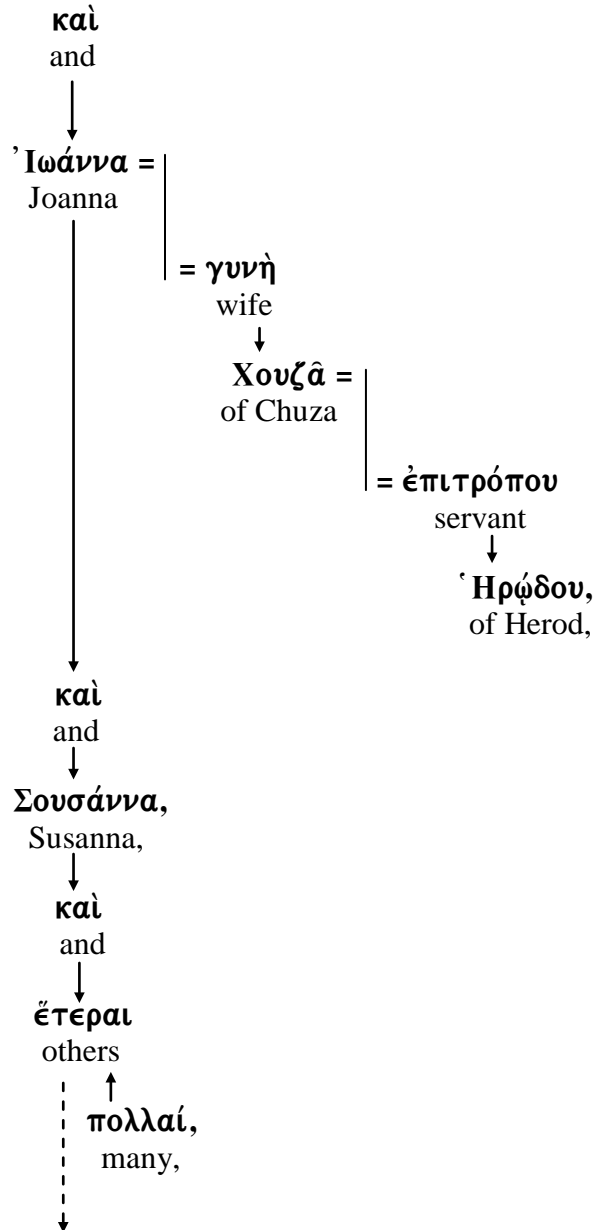 καὶ
and
Ἰωάννα =
Joanna
= γυνὴ
wife
Χουζᾶ =
of Chuza
= ἐπιτρόπου
servant
Ἡρῴδου,
of Herod,
καὶ
and
Σουσάννα,
Susanna,
καὶ
and
ἕτεραι
others
πολλαί,
many,